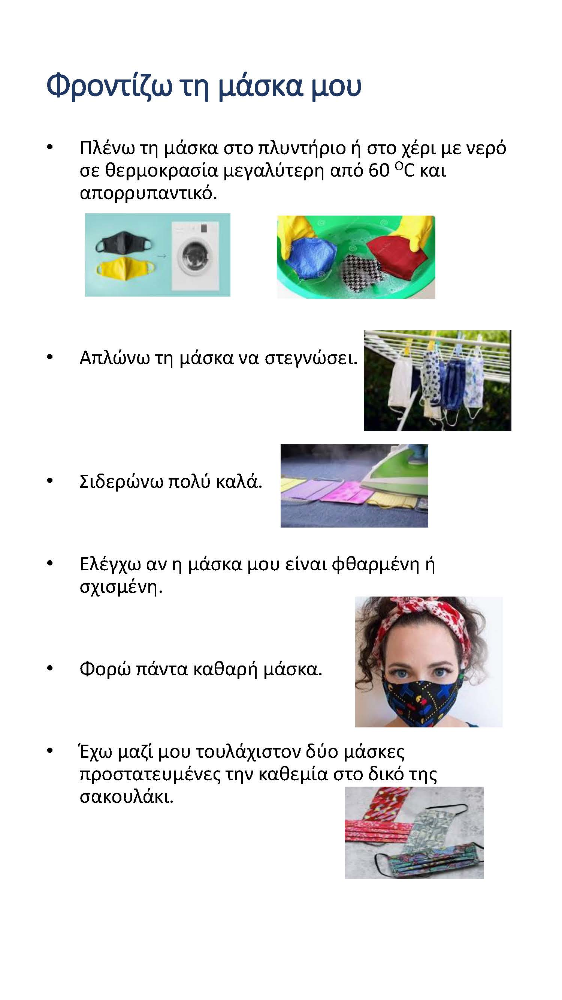 Φροντίζω τη μάσκα μου
• Πλένω τη μάσκα στο πλυντήριο ή στο χέρι με νερό
σε θερμοκρασία μεγαλύτερη από 60 ᴼC και
απορρυπαντικό.
• Απλώνω τη μάσκα να στεγνώσει.
• Σιδερώνω πολύ καλά.
• Ελέγχω αν η μάσκα μου είναι φθαρμένη ή
σχισμένη.
• Φορώ πάντα καθαρή μάσκα.
• Έχω μαζί μου τουλάχιστον δύο μάσκες
προστατευμένες την καθεμία στο δικό της
σακουλάκι.